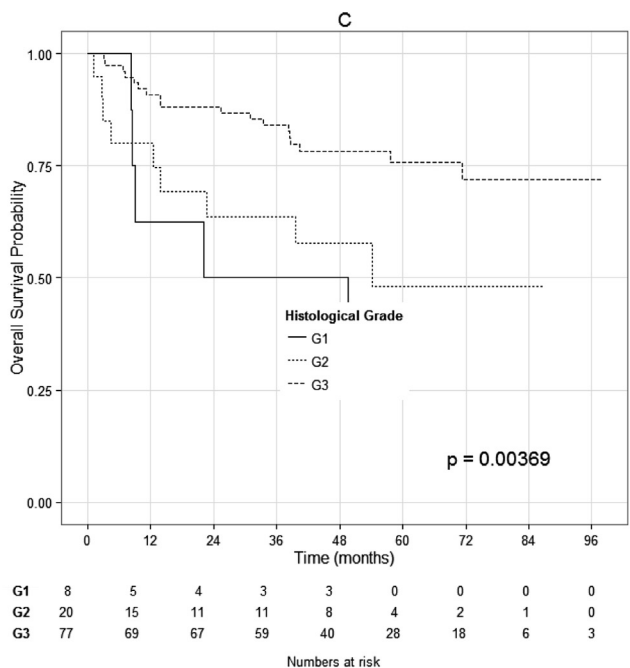 C
Overall Survival Probability
1.00
0.75
0.50
0.25
0.00
Histological Grade
G1
G2
G3
p = 0.00369
0 12 24 36 48 60 72 84 96
Time (months)
G1 8 5 4 3 3 0 0 0 0
G2 20 15 11 11 8 4 2 1 0
G3 77 69 67 59 40 28 18 6 3
Numbers at risk